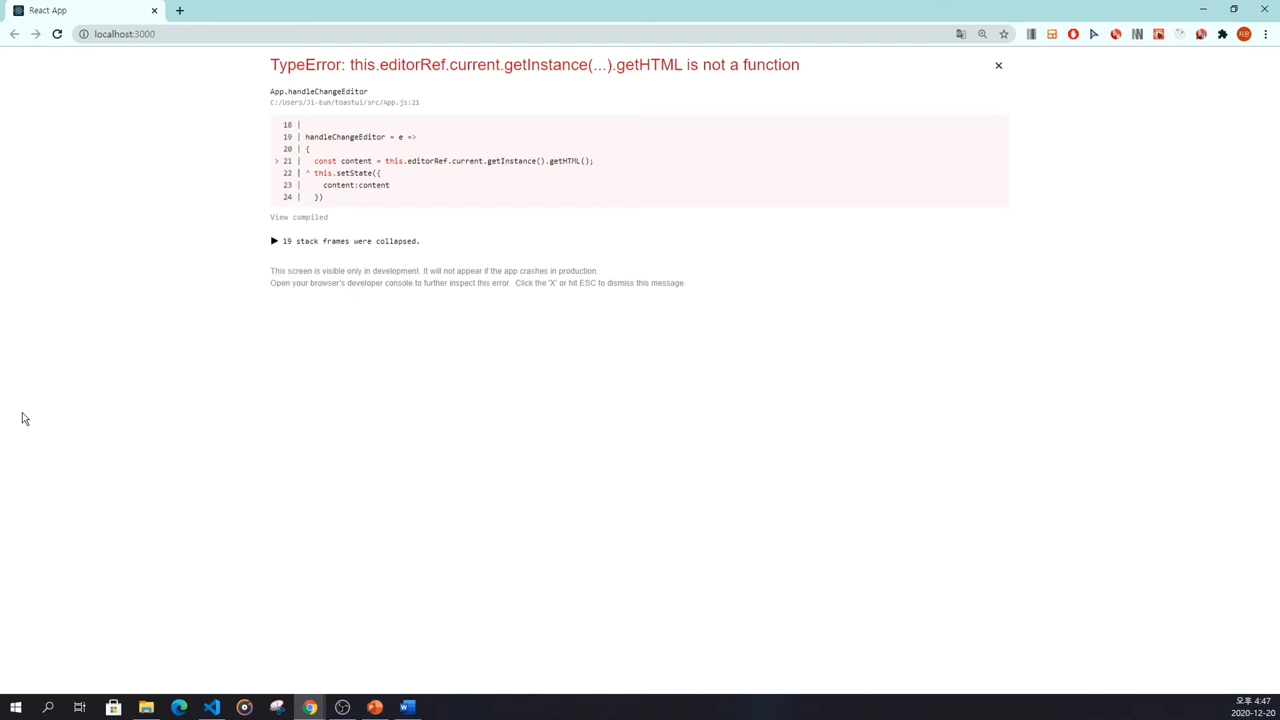 React App
localhost:3000
지은
TypeError: this.editorRef.current.getInstance(...).getHTML is not a function
App.handleChangeEditor
C:/Users/Ji-Eun/toastui/src/App.js:21
18 |
19 | handleChangeEditor = e =>
20 | {
> 21 |   const content = this.editorRef.current.getInstance().getHTML();
22 | ^ this.setState({
23 |     content:content
24 |   })
View compiled
▶ 19 stack frames were collapsed.
This screen is visible only in development. It will not appear if the app crashes in production.
Open your browser's developer console to further inspect this error.  Click the 'X' or hit ESC to dismiss this message.
오후 4:47
2020-12-20